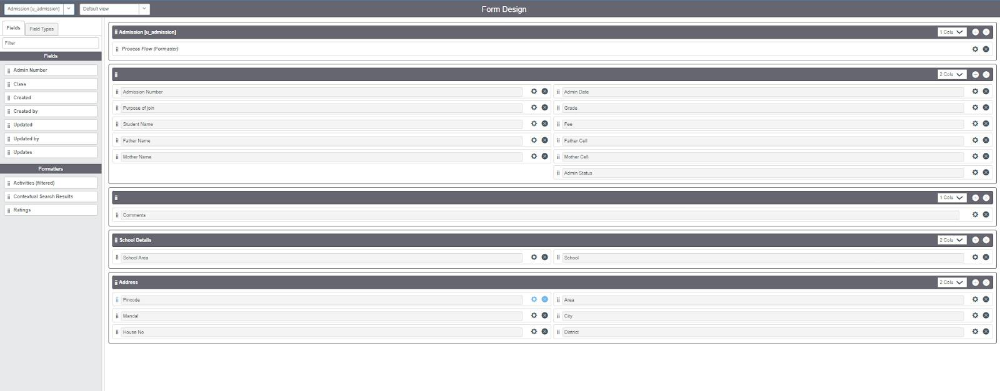 Admission [u_admission]
Default view
Form Design
Fields
Field Types
Filter
Fields
Admin Number
Class
Created
Created by
Updated
Updated by
Updates
Formatters
Activities (filtered)
Contextual Search Results
Ratings
Admission [u_admission]
1 Colu
Process Flow (Formatter)
2 Colu
Admission Number
Admin Date
Purpose of join
Grade
Student Name
Fee
Father Name
Father Cell
Mother Name
Mother Cell
Admin Status
1 Colu
Comments
School Details
2 Colu
School Area
School
Address
2 Colu
Pincode
Area
Mandal
City
House No
District